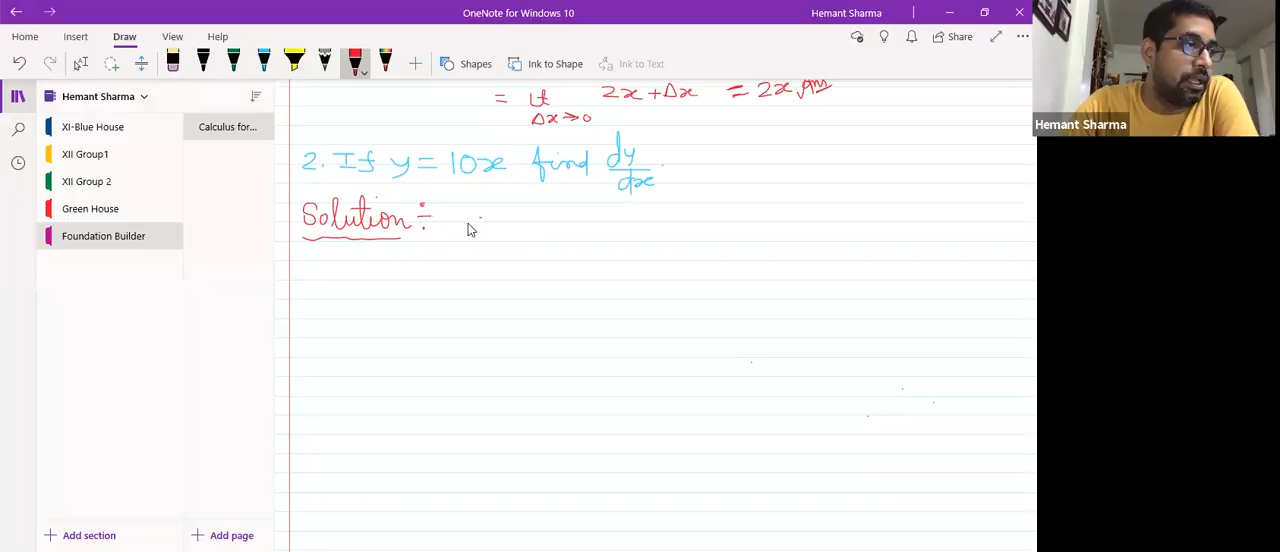 OneNote for Windows 10
Hemant Sharma
Home Insert Draw View Help
Share
Shapes Ink to Shape Ink to Text
Hemant Sharma
XI-Blue House
XII Group1
XII Group 2
Green House
Foundation Builder
Calculus for...
= lt 2x + Δx = 2x ans
Δx → 0
2. If y = 10x find dy/dx.
Solution :-
Hemant Sharma
Add section
Add page